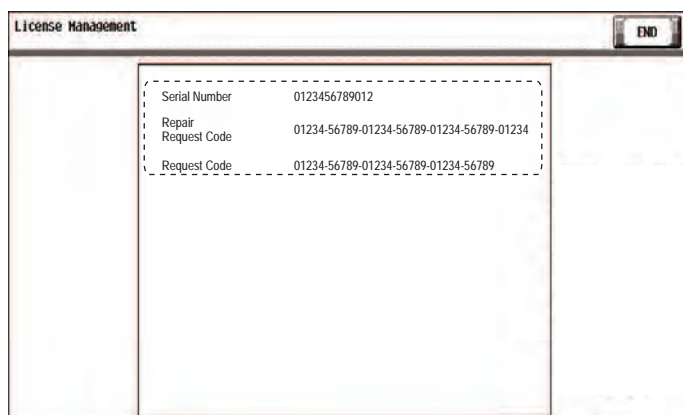 License Management
END
Serial Number 0123456789012
Repair
Request Code 01234-56789-01234-56789-01234-56789-01234
Request Code 01234-56789-01234-56789-01234-56789